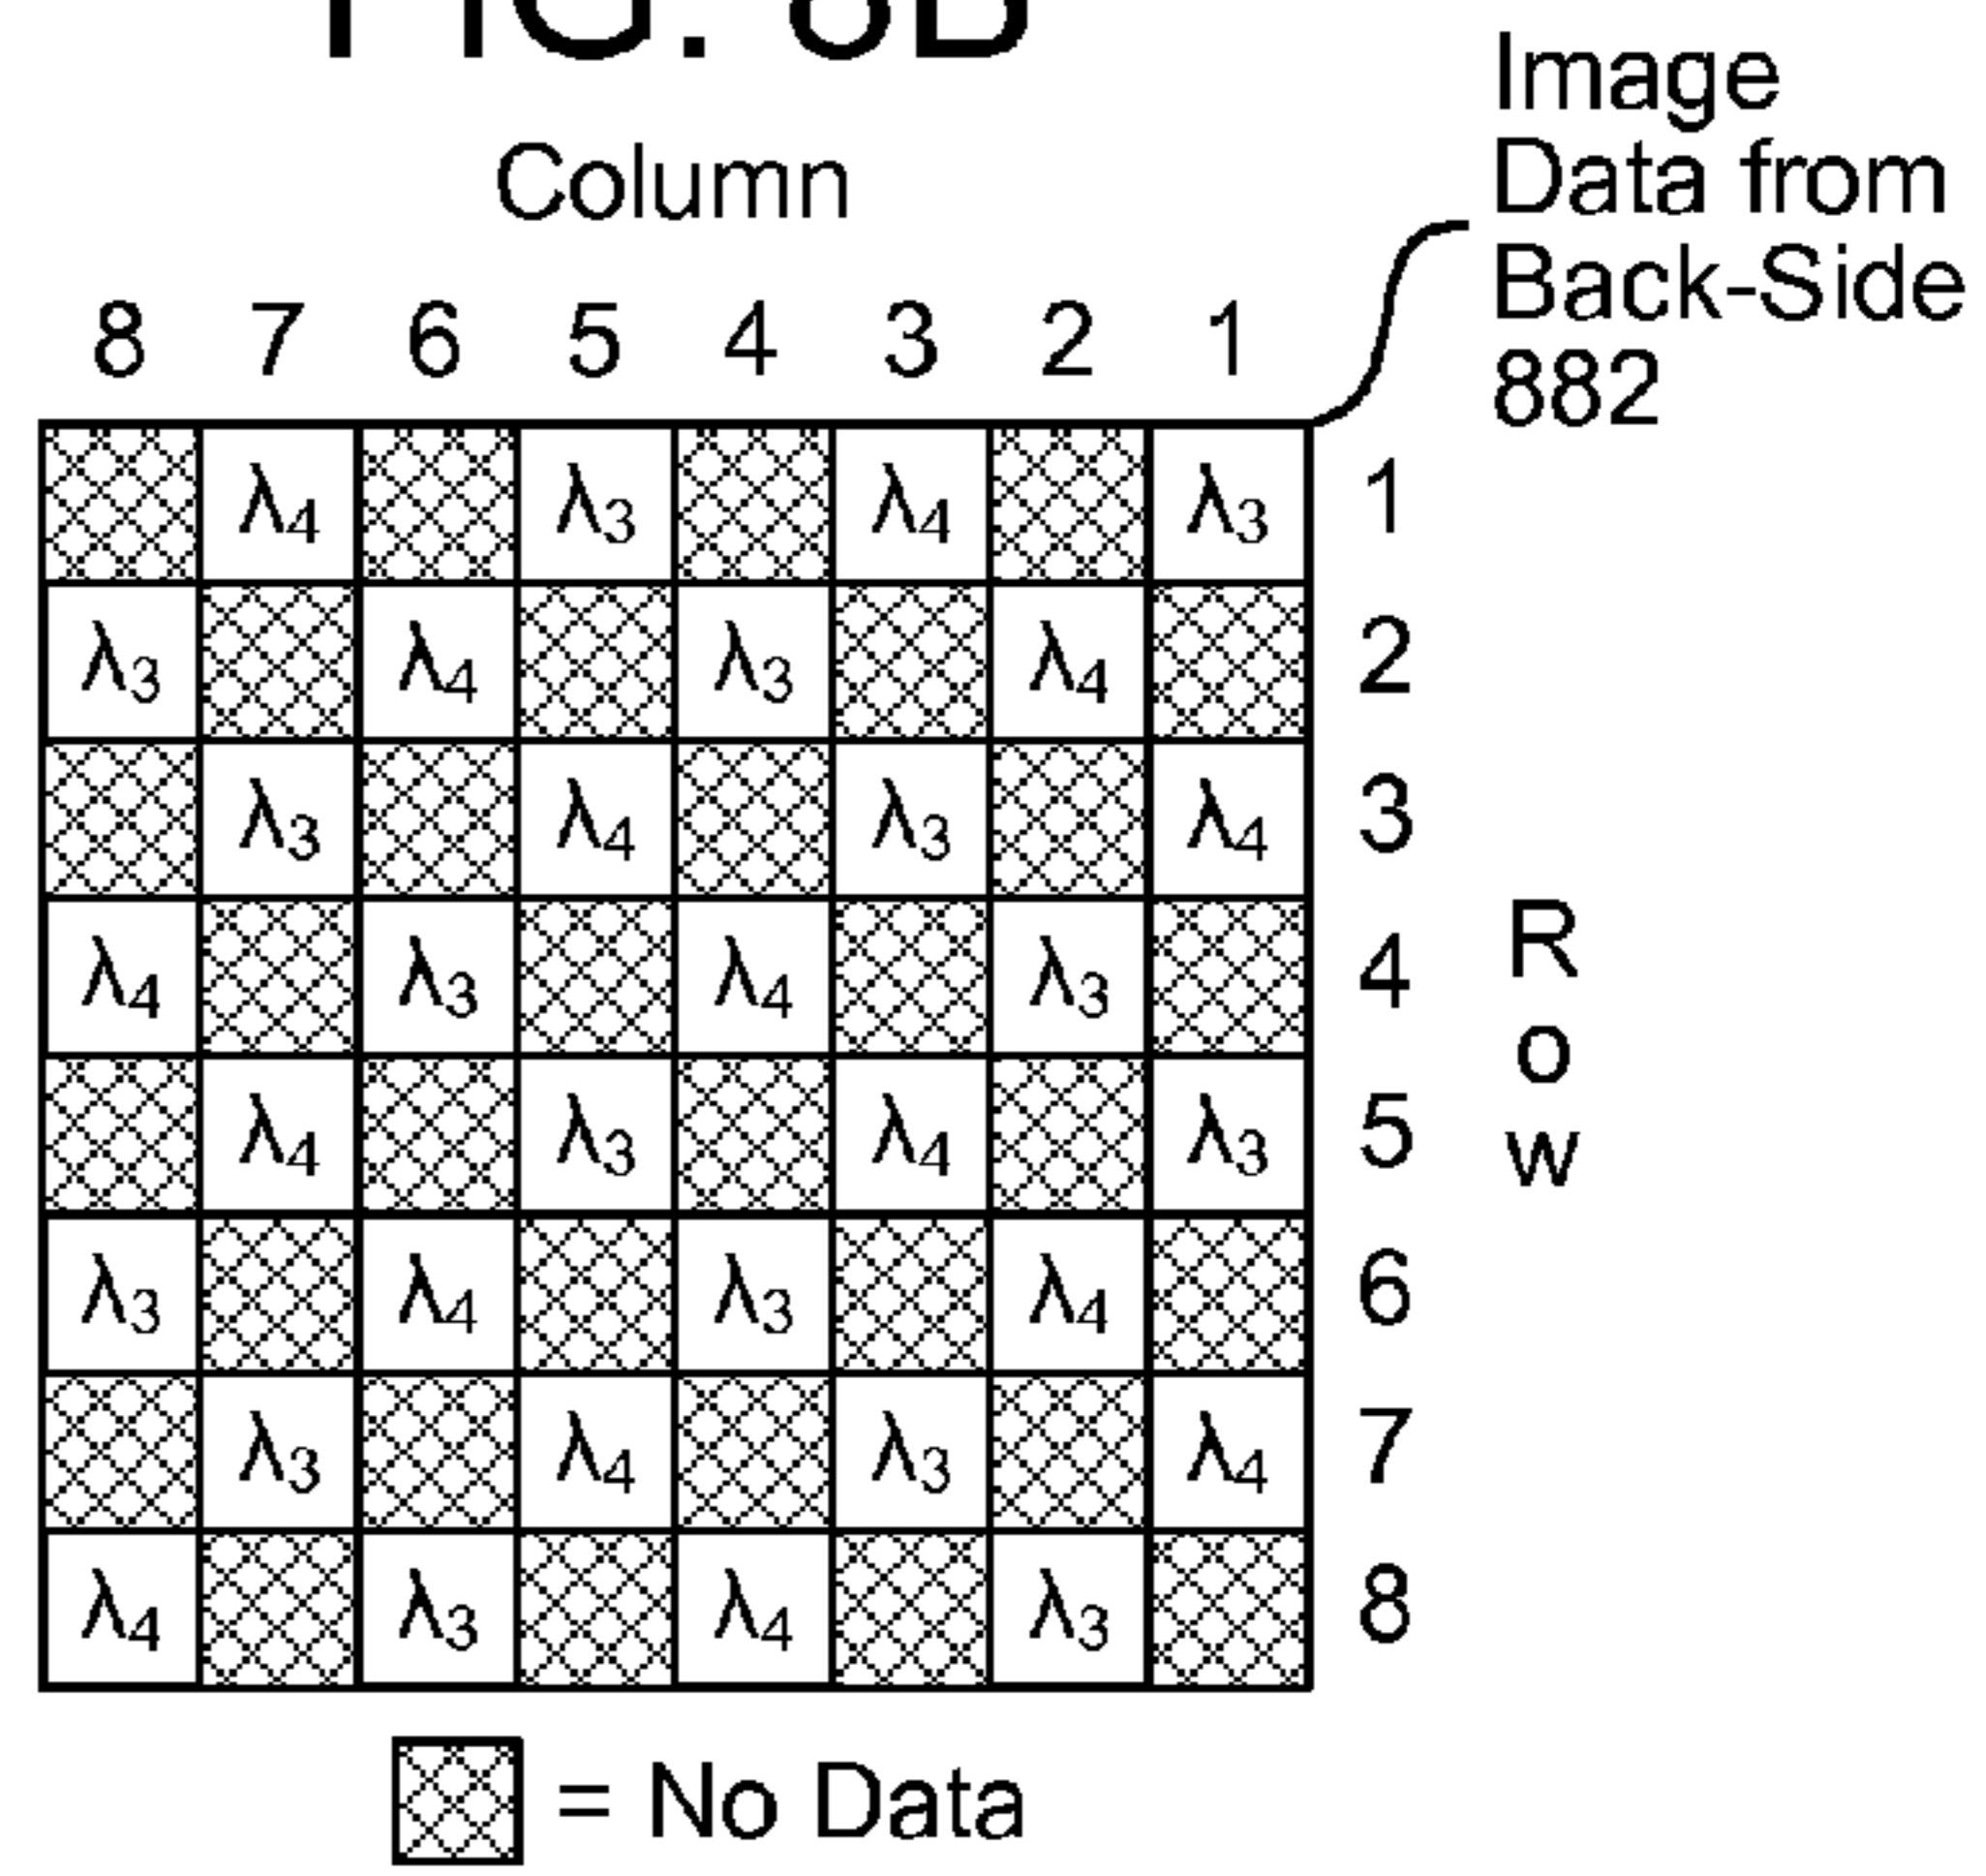 Image
Data from
Back-Side
882
Column
8 7 6 5 4 3 2 1
λ4 λ3 λ4 λ3 1
λ3 λ4 λ3 λ4 2
λ3 λ4 λ3 λ4 3
λ4 λ3 λ4 λ3 4
λ4 λ3 λ4 λ3 5
λ3 λ4 λ3 λ4 6
λ3 λ4 λ3 λ4 7
λ4 λ3 λ4 λ3 8
Row
= No Data